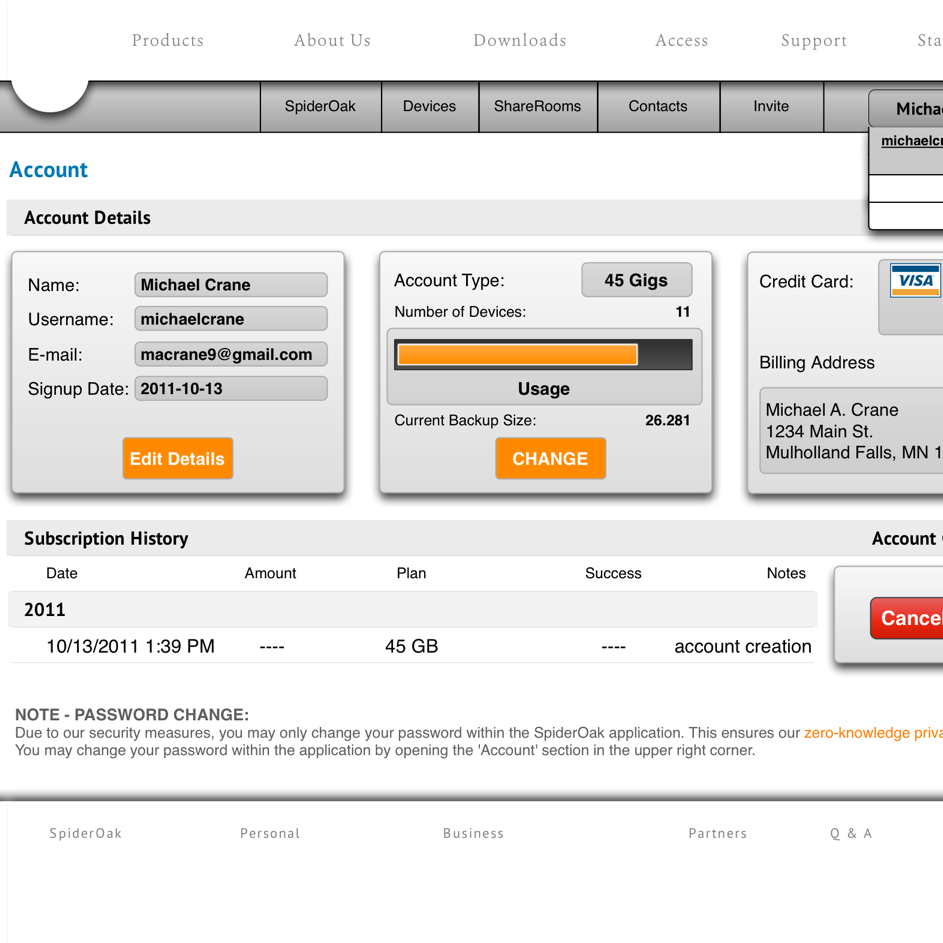 Products About Us Downloads Access Support
SpiderOak Devices ShareRooms Contacts Invite
Account
Account Details
Name: Michael Crane
Username: michaelcrane
E-mail: macrane9@gmail.com
Signup Date: 2011-10-13
Edit Details
Account Type: 45 Gigs
Number of Devices: 11
Usage
Current Backup Size: 26.281
CHANGE
Credit Card: VISA
Billing Address
Michael A. Crane
1234 Main St.
Mulholland Falls, MN 1
Subscription History
Account
Date Amount Plan Success Notes
2011
10/13/2011 1:39 PM ---- 45 GB ---- account creation
NOTE - PASSWORD CHANGE:
Due to our security measures, you may only change your password within the SpiderOak application. This ensures our zero-knowledge
You may change your password within the application by opening the 'Account' section in the upper right corner.
SpiderOak Personal Business Partners Q & A